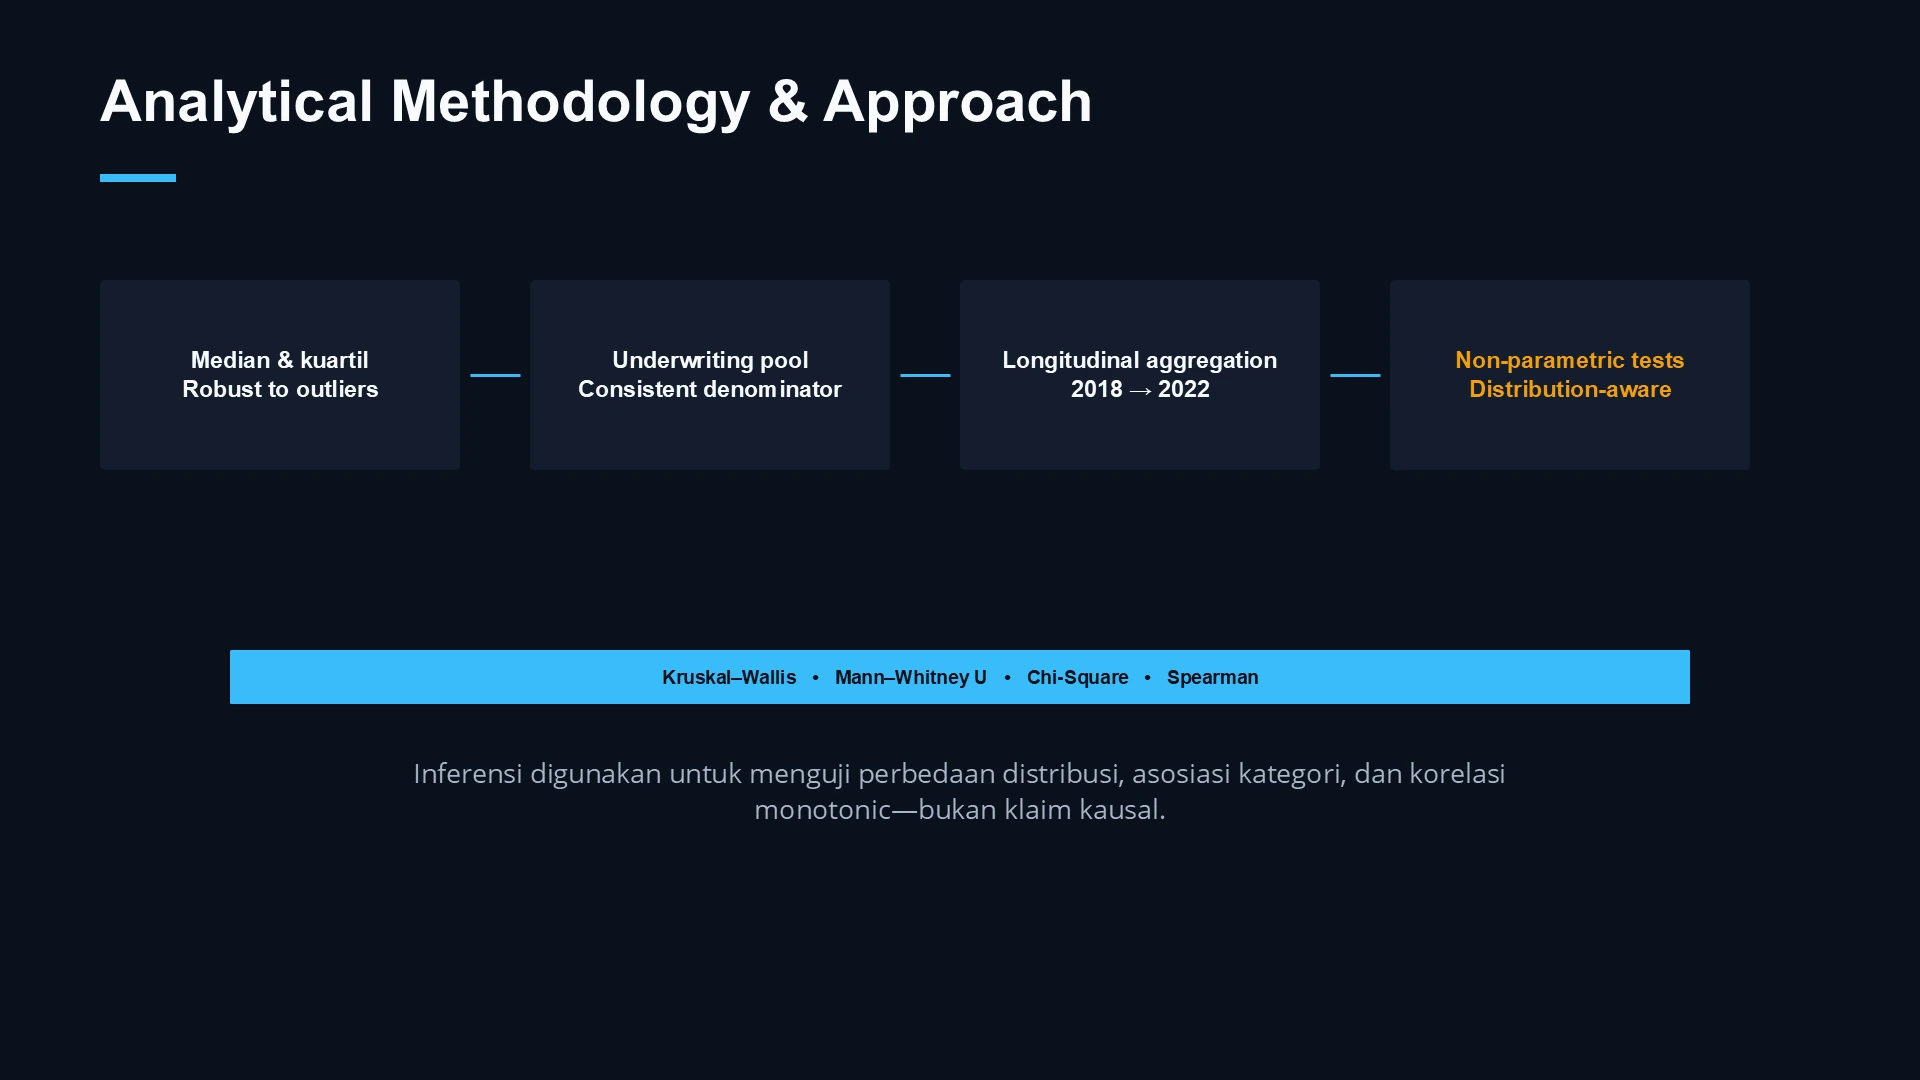 Analytical Methodology & Approach
Median & kuartil
Robust to outliers
Underwriting pool
Consistent denominator
Longitudinal aggregation
2018 → 2022
Non-parametric tests
Distribution-aware
Kruskal–Wallis • Mann–Whitney U • Chi-Square • Spearman
Inferensi digunakan untuk menguji perbedaan distribusi, asosiasi kategori, dan korelasi
monotonic—bukan klaim kausal.